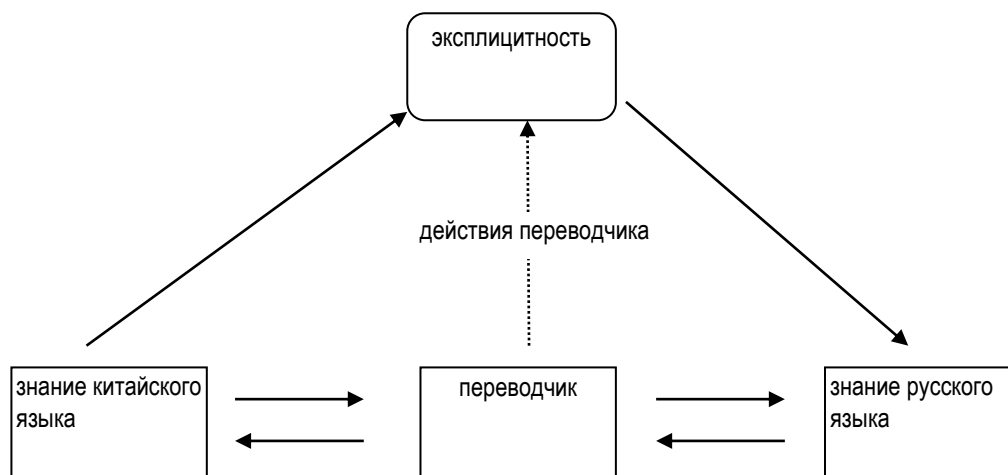 эксплицитность
действия переводчика
знание китайского
языка
переводчик
знание русского
языка